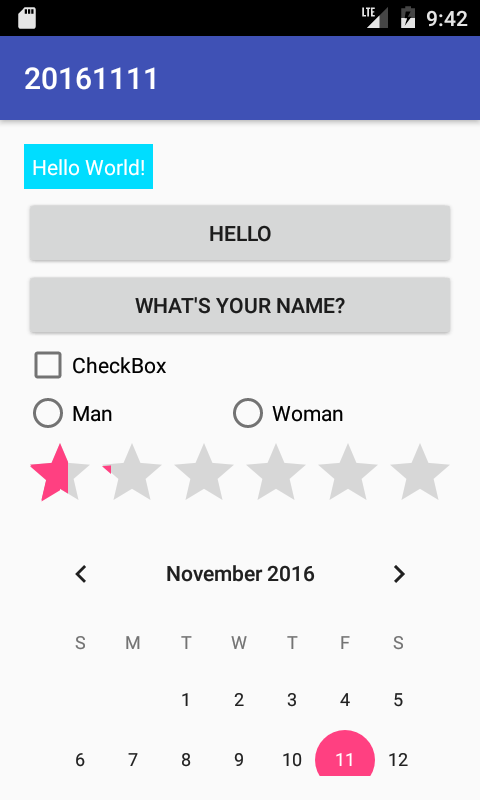 LTE 9:42
20161111
Hello World!
HELLO
WHAT'S YOUR NAME?
CheckBox
Man Woman
November 2016
S M T W T F S
1 2 3 4 5
6 7 8 9 10 11 12